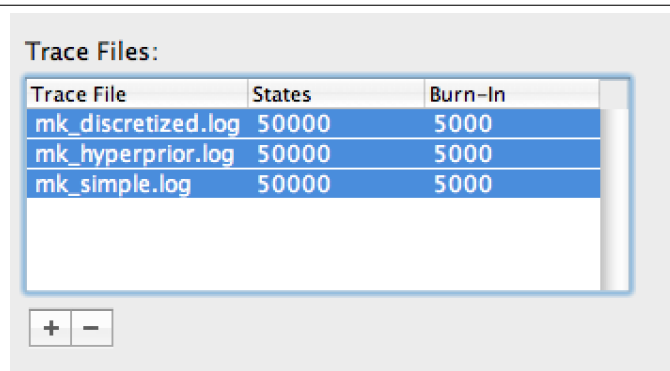 Trace Files:
Trace File States Burn-In
mk_discretized.log 50000 5000
mk_hyperprior.log 50000 5000
mk_simple.log 50000 5000
+ −